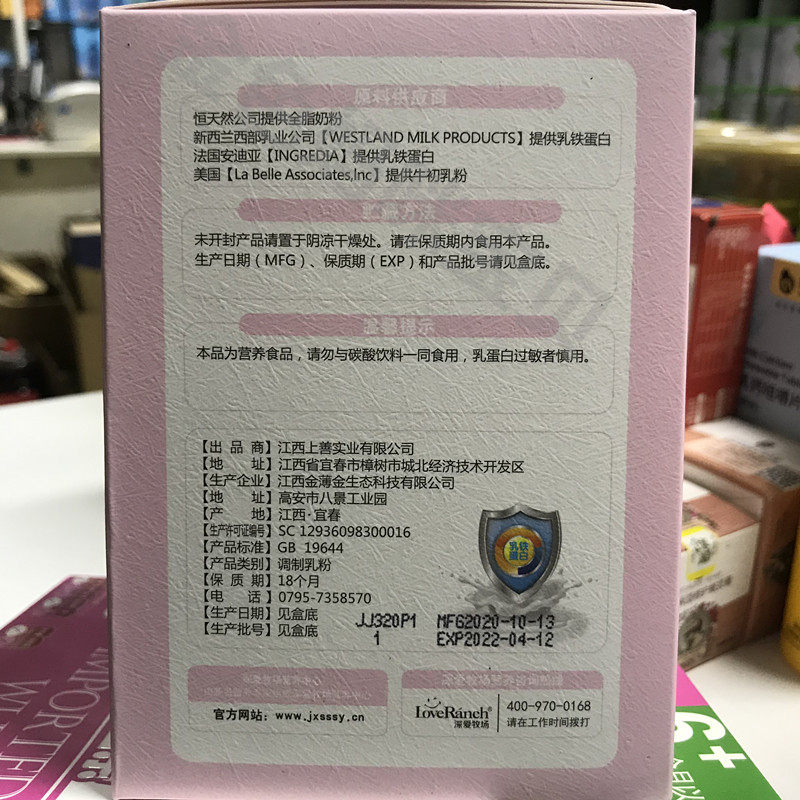 原料供应商
恒天然公司提供全脂奶粉
新西兰西部乳业公司【WESTLAND MILK PRODUCTS】提供乳铁蛋白
法国安迪亚【INGREDIA】提供乳铁蛋白
美国【La Belle Associates,Inc】提供牛初乳粉
贮藏方法
未开封产品请置于阴凉干燥处。请在保质期内食用本产品。
生产日期(MFG)、保质期(EXP)和产品批号请见盒底。
温馨提示
本品为营养食品,请勿与碳酸饮料一同食用,乳蛋白过敏者慎用。
【出 品 商】江西上善实业有限公司
【地 址】江西省宜春市樟树市城北经济技术开发区
【生产企业】江西金薄金生态科技有限公司
【地 址】高安市八景工业园
【产 地】江西·宜春
【生产许可证编号】SC 12936098300016
【产品标准】GB 19644
【产品类别】调制乳粉
【保 质 期】18个月
【电 话】0795-7358570
【生产日期】见盒底
【生产批号】见盒底
乳铁
蛋白
JJ320P1
1
MFG2020-10-13
EXP2022-04-12
官方网站:www.jxsssy.cn
LoveRanch®
深爱牧场
400-970-0168
请在工作时间拨打
IMPORTED
6+
个月以